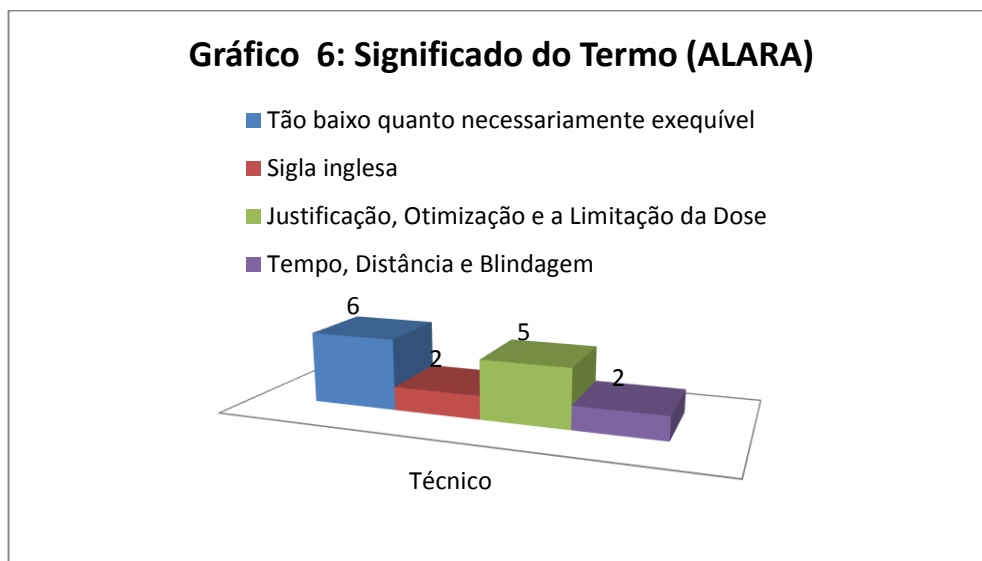 Gráfico 6: Significado do Termo (ALARA)
Tão baixo quanto necessariamente exequível
Sigla inglesa
Justificação, Otimização e a Limitação da Dose
Tempo, Distância e Blindagem
6
2
5
2
Técnico